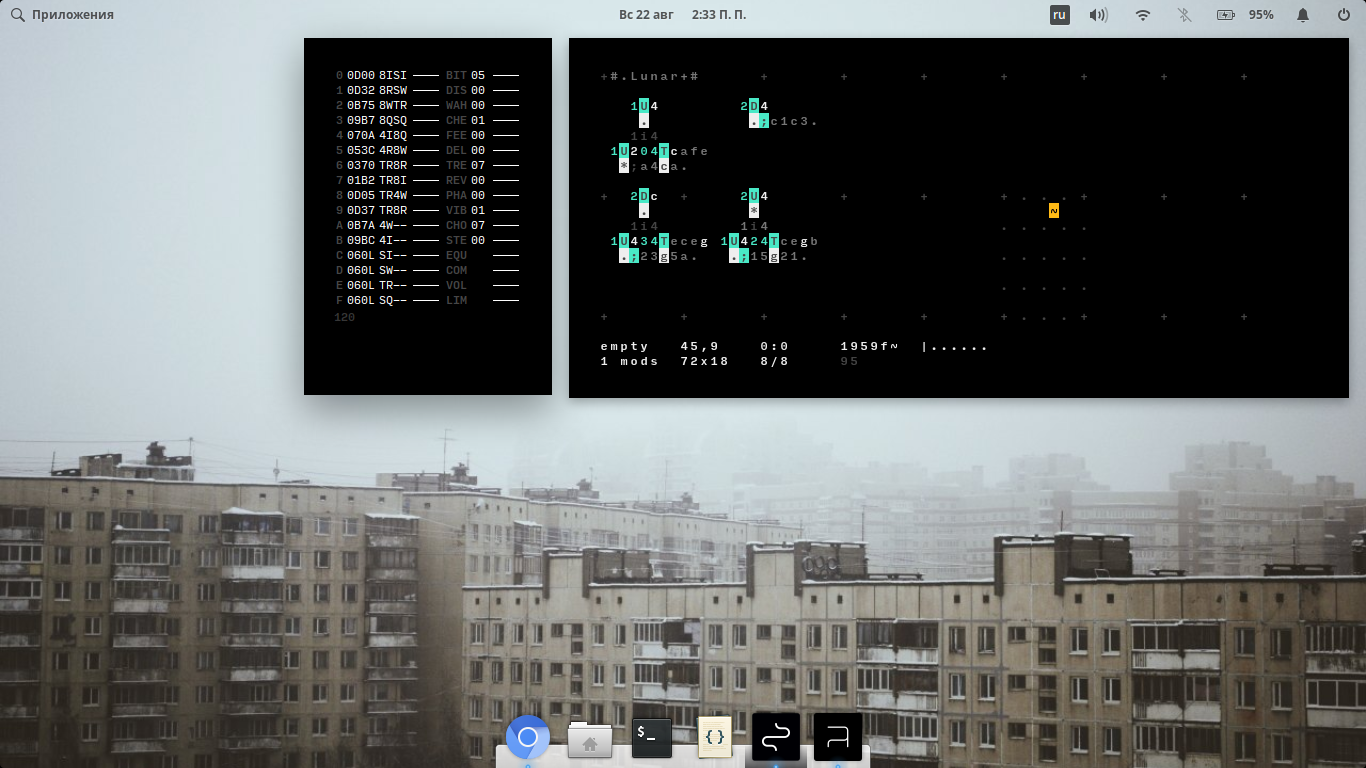 Приложения
Вс 22 авг 2:33 П. П.
ru 95%
0 0D00 8ISI BIT 05
1 0D32 8RSW DIS 00
2 0B75 8WTR WAH 00
3 09B7 8QSQ CHE 01
4 070A 4I8Q FEE 00
5 053C 4R8W DEL 00
6 0370 TR8R TRE 07
7 01B2 TR8I REV 00
8 0D05 TR4W PHA 00
9 0D37 TR8R VIB 01
A 0B7A 4W-- CHO 07
B 09BC 4I-- STE 00
C 060L SI-- EQU
D 060L SW-- COM
E 060L TR-- VOL
F 060L SQ-- LIM
120
+#.Lunar+# + + + + + + +
1U4 2D4
. .;c1c3.
1i4
1U204Tcafe
*;a4ca.
+ 2Dc + 2U4 + + + . . . + + +
. * ~
1i4 1i4 . . . . . .
1U434Teceg 1U424Tcegb
.;23g5a. .;15g21. . . . . . .
. . . . . .
+ + + + + + . . . + + +
empty 45,9 0:0 1959f~ |......
1 mods 72x18 8/8 95
$_
{}